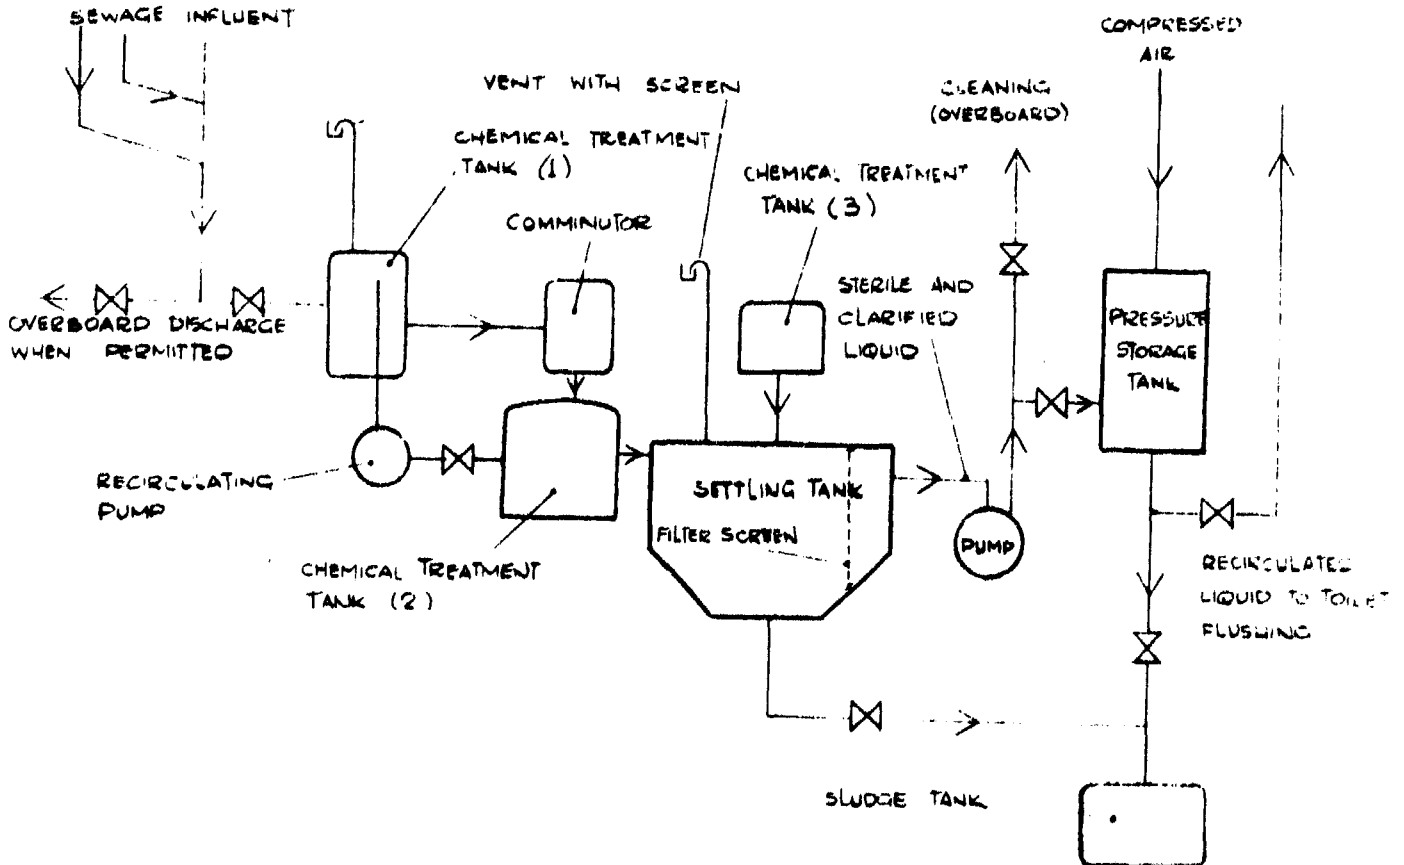 SEWAGE INFLUENT
COMPRESSED
AIR
VENT WITH SCREEN
CLEANING
(OVERBOARD)
CHEMICAL TREATMENT
TANK (1)
CHEMICAL TREATMENT
TANK (3)
COMMINUTOR
STERILE AND
CLARIFIED
LIQUID
OVERBOARD DISCHARGE
WHEN PERMITTED
PRESSURE
STORAGE
TANK
RECIRCULATING
PUMP
SETTLING TANK
FILTER SCREEN
PUMP
CHEMICAL TREATMENT
TANK (2)
RECIRCULATED
LIQUID TO TOILET
FLUSHING
SLUDGE TANK